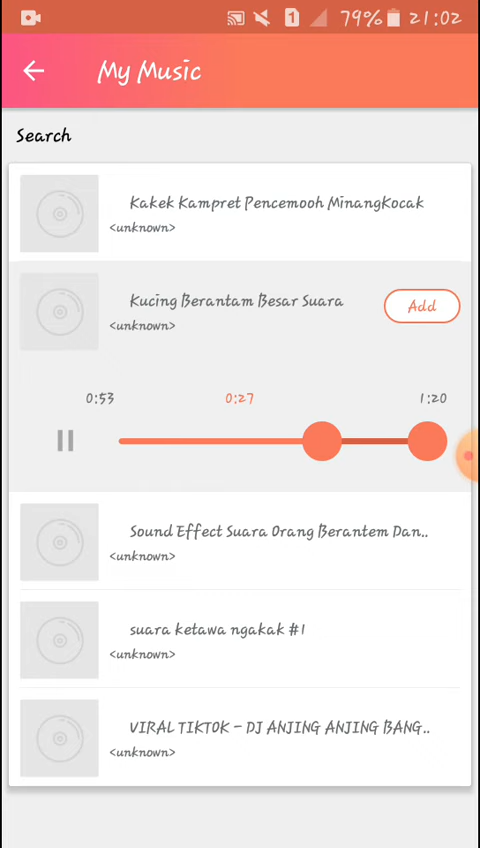 1 79% 21:02
My Music
Search
Kakek Kampret Pencemooh MinangKocak
<unknown>
Kucing Berantam Besar Suara
<unknown>
Add
0:53 0:27 1:20
Sound Effect Suara Orang Berantem Dan..
<unknown>
suara ketawa ngakak #1
<unknown>
VIRAL TIKTOK - DJ ANJING ANJING BANG..
<unknown>